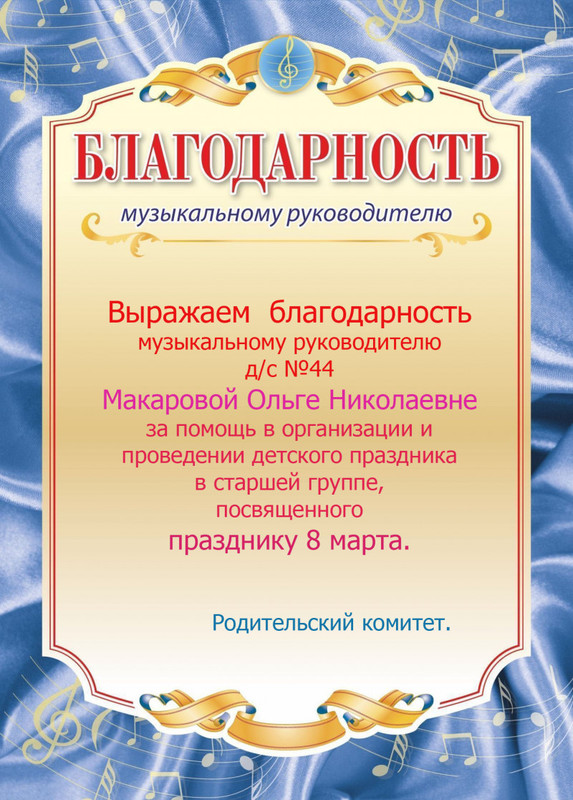 БЛАГОДАРНОСТЬ
музыкальному руководителю
Выражаем благодарность
музыкальному руководителю
д/с №44
Макаровой Ольге Николаевне
за помощь в организации и
проведении детского праздника
в старшей группе,
посвященного
празднику 8 марта.
Родительский комитет.